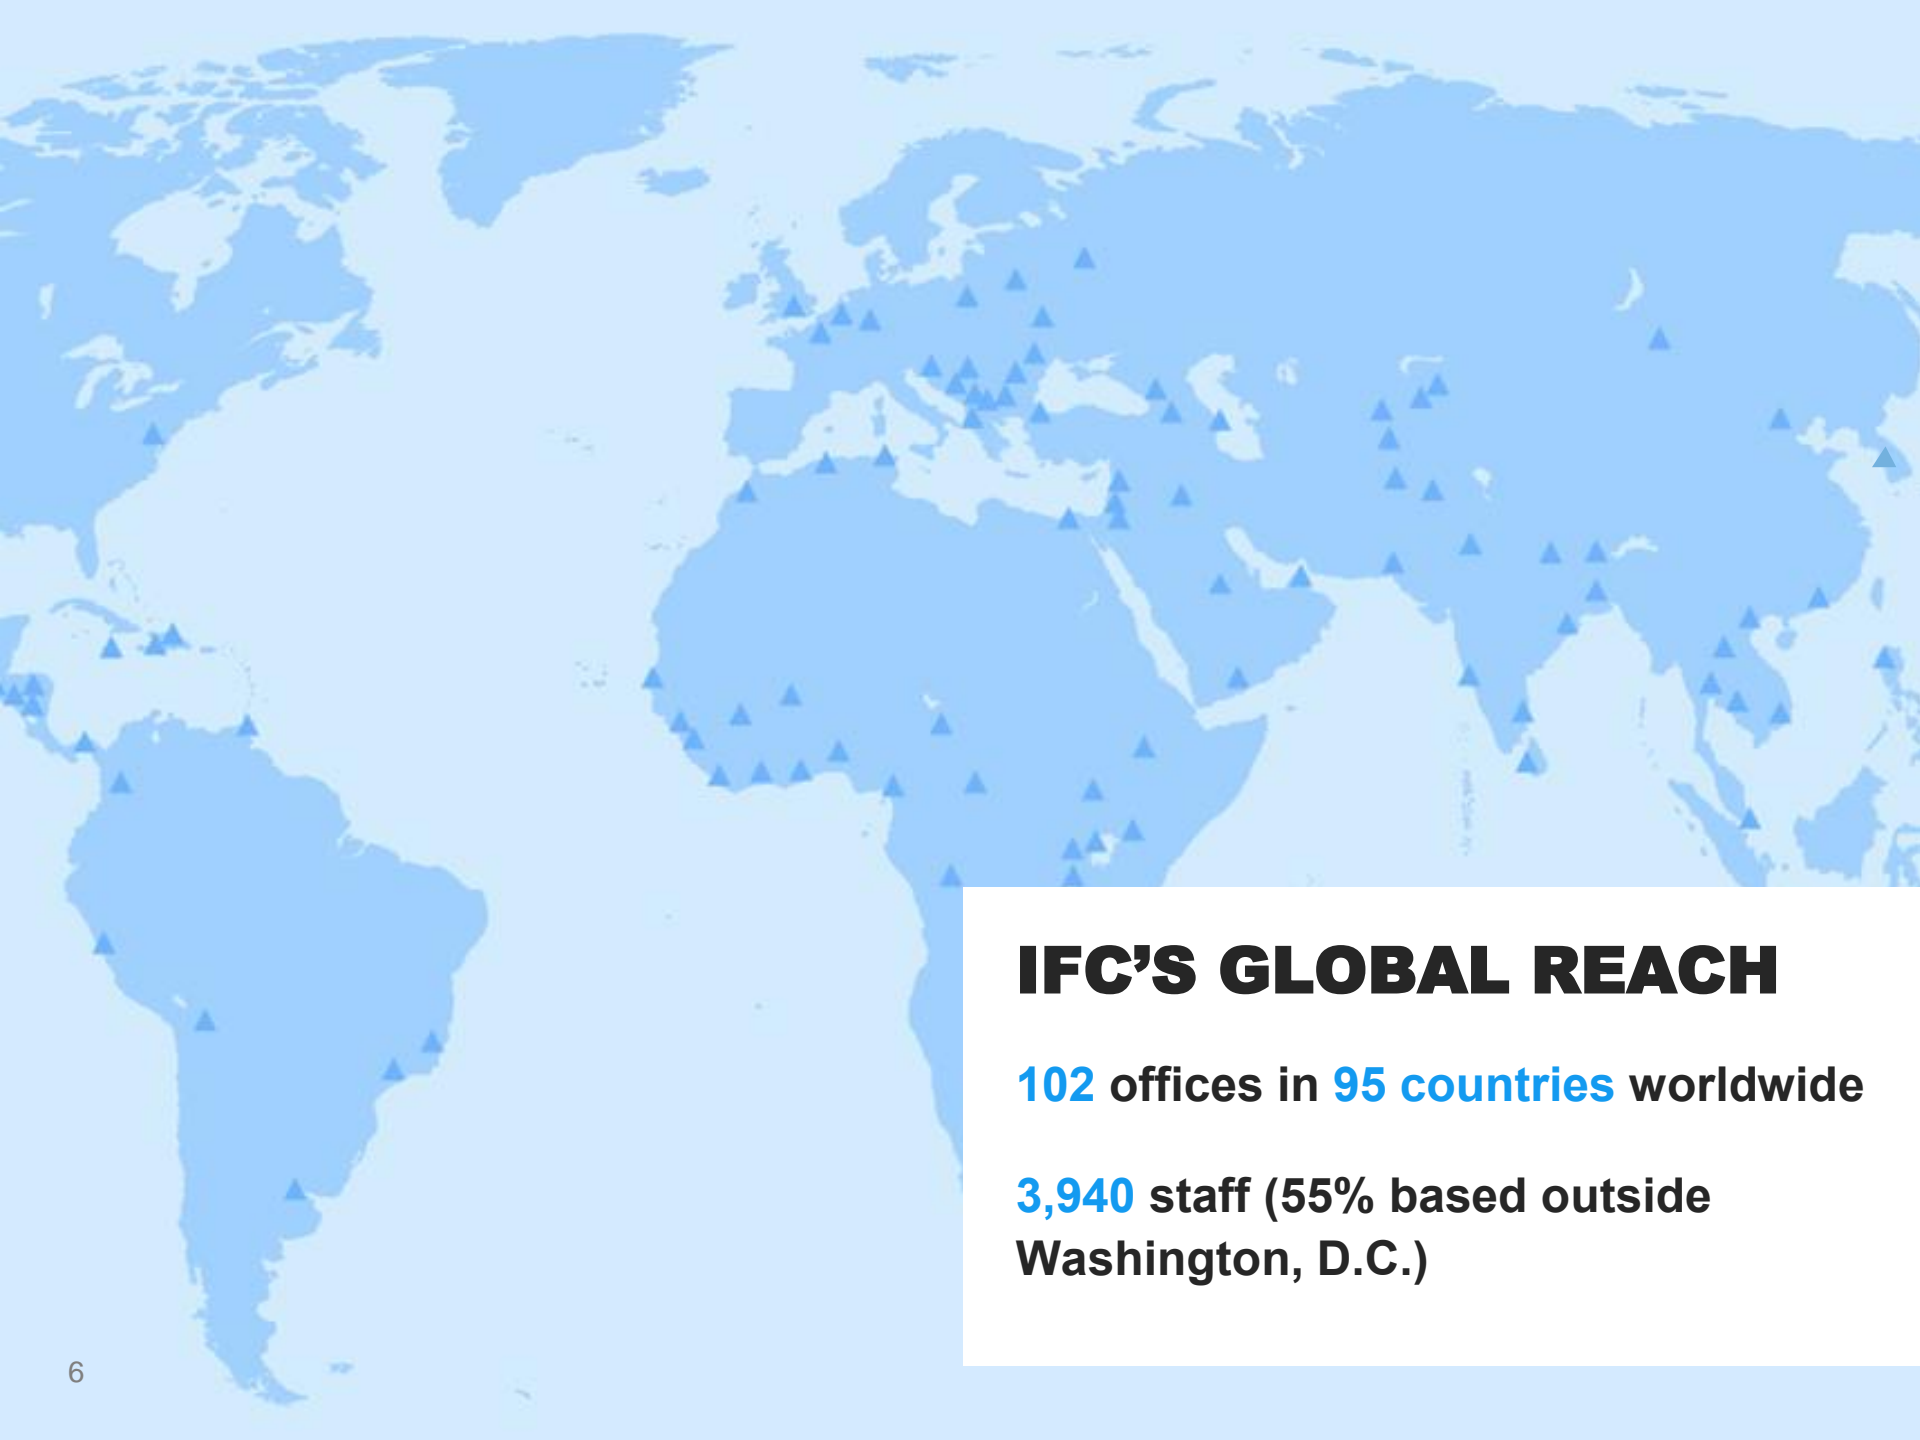 IFC’S GLOBAL REACH
102 offices in 95 countries worldwide
3,940 staff (55% based outside
Washington, D.C.)
6